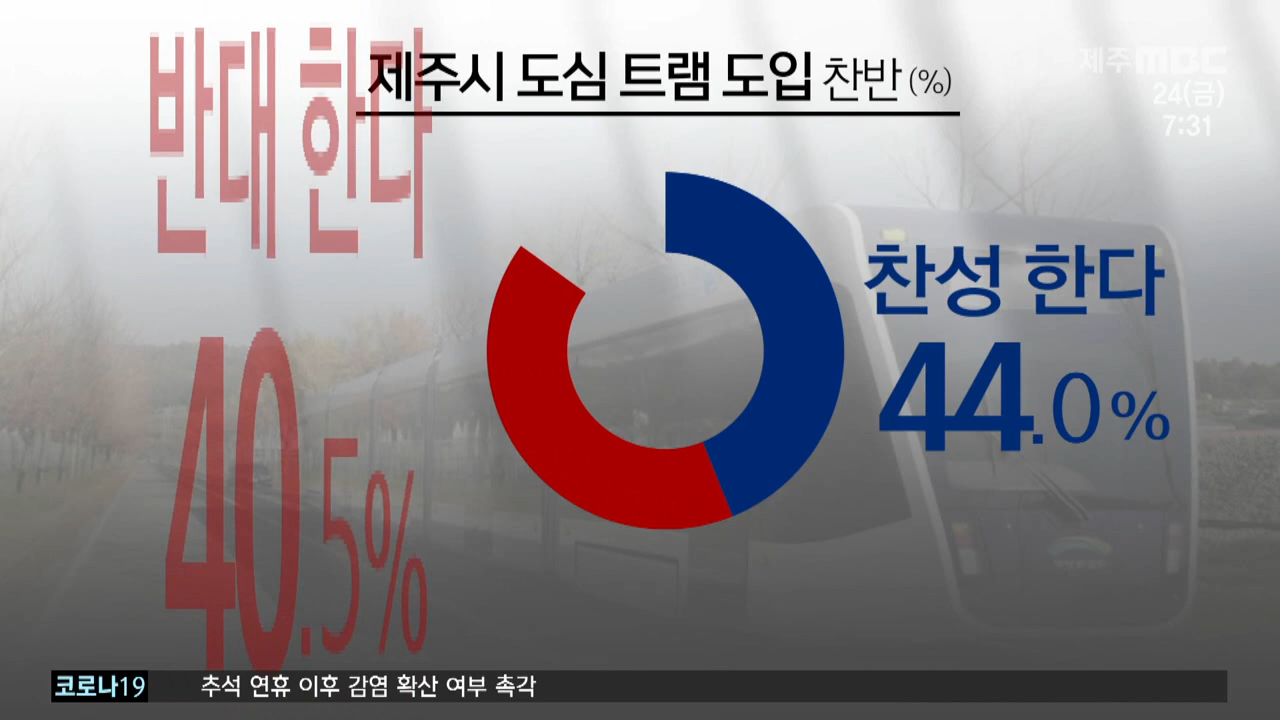 제주시 도심 트램 도입 찬반 (%)
제주MBC
24(금)
7:31
반대 한다
40.5%
찬성 한다
44.0%
코로나19 추석 연휴 이후 감염 확산 여부 촉각